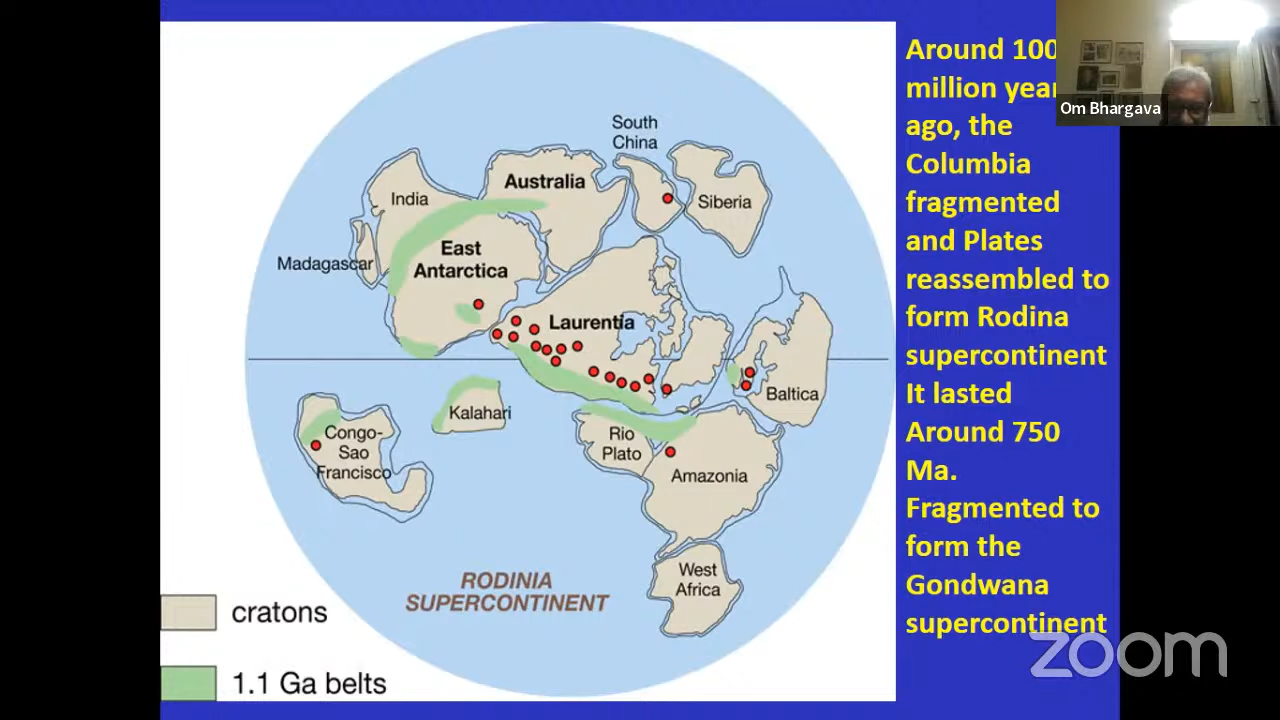 Around 100
million year
ago, the
Columbia
fragmented
and Plates
reassembled to
form Rodina
supercontinent
It lasted
Around 750
Ma.
Fragmented to
form the
Gondwana
supercontinent
Om Bhargava
South
China
Australia
India
Siberia
East
Antarctica
Madagascar
Laurentia
Baltica
Kalahari
Congo-
Sao
Francisco
Rio
Plato
Amazonia
West
Africa
RODINIA
SUPERCONTINENT
cratons
1.1 Ga belts
zoom